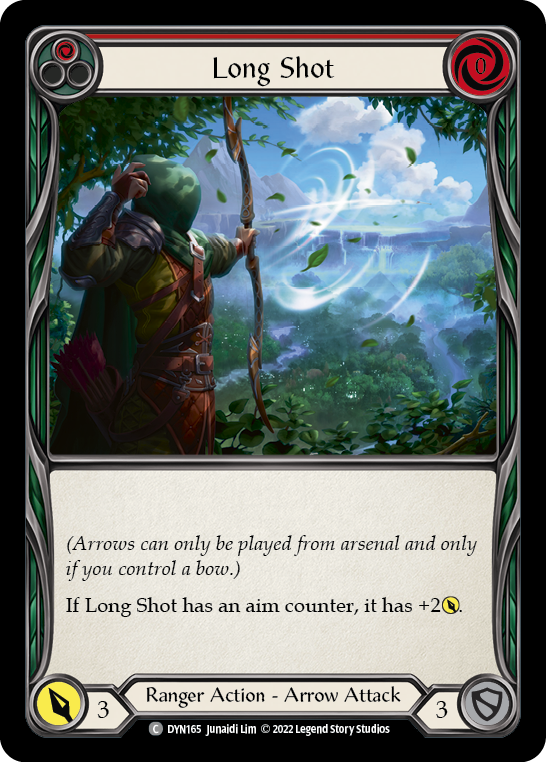 Long Shot
0
(Arrows can only be played from arsenal and only
if you control a bow.)
If Long Shot has an aim counter, it has +2.
Ranger Action - Arrow Attack
3
3
C DYN165 Junaidi Lim © 2022 Legend Story Studios